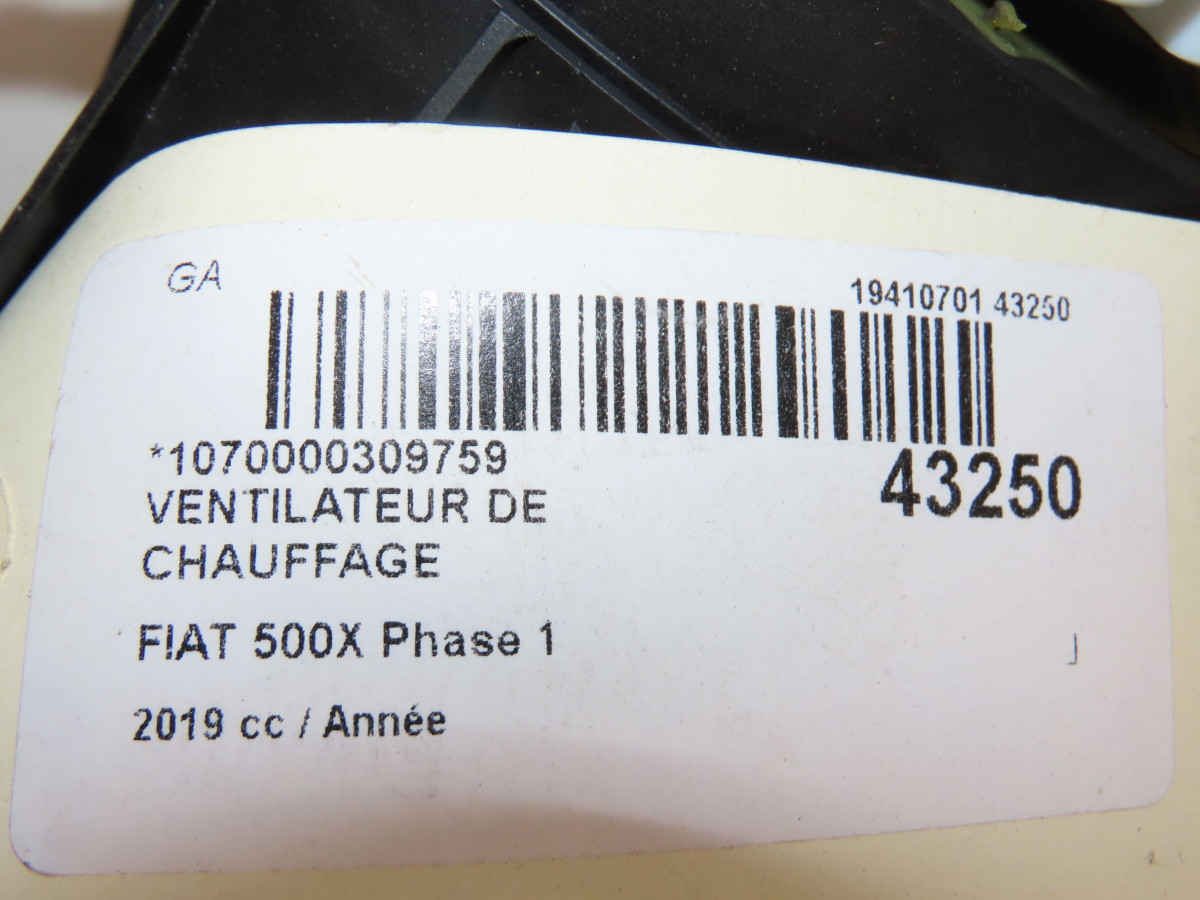 GA
19410701 43250
*1070000309759
43250
VENTILATEUR DE
CHAUFFAGE
FIAT 500X Phase 1
2019 cc / Année